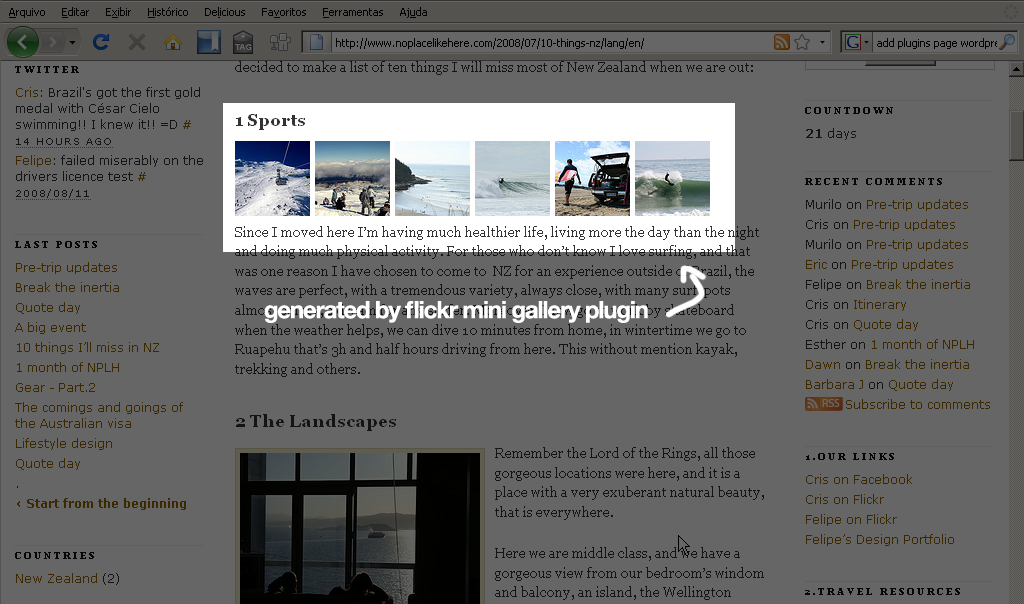 Arquivo Editar Exibir Histórico Delicious Favoritos Ferramentas Ajuda
TAG
http://www.noplacelikehere.com/2008/07/10-things-nz/lang/en/
G
add plugins page wordpre
TWITTER
Cris: Brazil's got the first gold
medal with César Cielo
swimming!! I knew it!! =D #
14 HOURS AGO
Felipe: failed miserably on the
drivers licence test #
2008/08/11
LAST POSTS
Pre-trip updates
Break the inertia
Quote day
A big event
10 things I'll miss in NZ
1 month of NPLH
Gear - Part.2
The comings and goings of
the Australian visa
Lifestyle design
Quote day
.
‹ Start from the beginning
COUNTRIES
New Zealand (2)
decided to make a list of ten things I will miss most of New Zealand when we are out:
1 Sports
Since I moved here I'm having much healthier life, living more the day than the night
and doing much physical activity. For those who don't know I love surfing, and that
was one reason I have chosen to come to NZ for an experience outside of Brazil, the
waves are perfect, with a tremendous variety, always close, with many surf spots
generated by flickr mini gallery plugin
when the weather helps, we can dive 10 minutes from home, in wintertime we go to
Ruapehu that's 3h and half hours driving from here. This without mention kayak,
trekking and others.
2 The Landscapes
Remember the Lord of the Rings, all those
gorgeous locations were here, and it is a
place with a very exuberant natural beauty,
that is everywhere.
Here we are middle class, and we have a
gorgeous view from our bedroom's windom
and balcony, an island, the Wellington
COUNTDOWN
21 days
RECENT COMMENTS
Murilo on Pre-trip updates
Cris on Pre-trip updates
Murilo on Pre-trip updates
Eric on Pre-trip updates
Felipe on Break the inertia
Cris on Itinerary
Cris on Quote day
Esther on 1 month of NPLH
Dawn on Break the inertia
Barbara J on Quote day
RSS Subscribe to comments
1.OUR LINKS
Cris on Facebook
Cris on Flickr
Felipe on Flickr
Felipe's Design Portfolio
2.TRAVEL RESOURCES